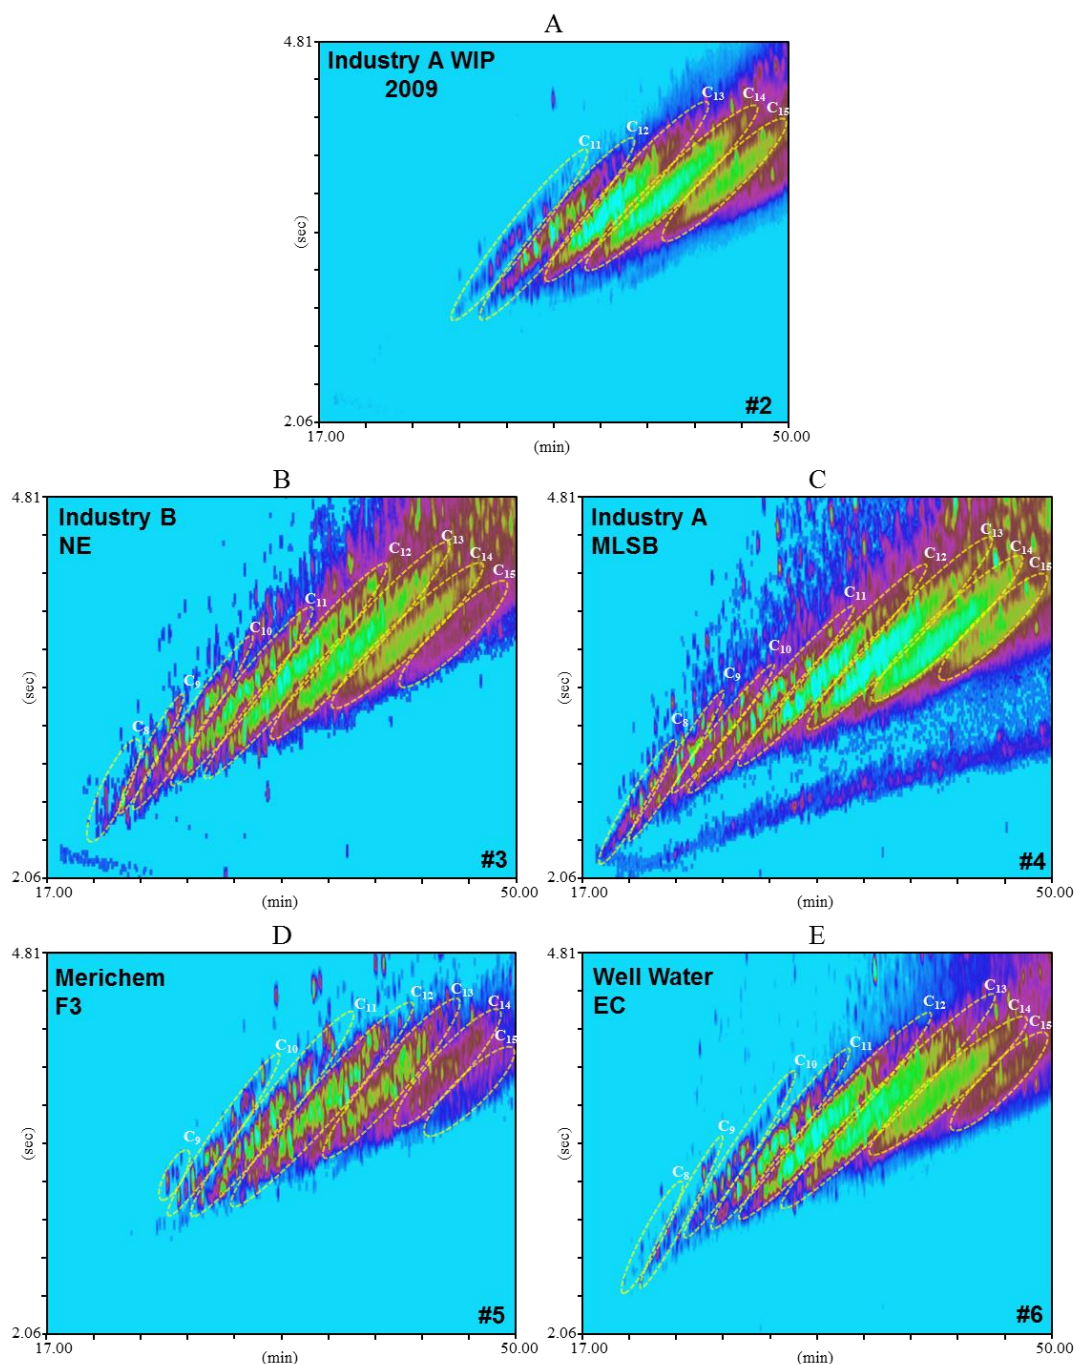 A
4.81
Industry A WIP
2009
C13
C14
C15
C12
C11
(sec)
#2
2.06
17.00
(min)
50.00
B
4.81
Industry B
NE
C13
C12
C14
C15
C11
C10
C9
C8
(sec)
#3
2.06
17.00
(min)
50.00
C
4.81
Industry A
MLSB
C13
C14
C12
C15
C11
C10
C9
C8
(sec)
#4
2.06
17.00
(min)
50.00
D
4.81
Merichem
F3
C13
C12
C14
C11
C15
C10
C9
(sec)
#5
2.06
17.00
(min)
50.00
E
4.81
Well Water
EC
C13
C12
C14
C15
C11
C10
C9
C8
(sec)
#6
2.06
17.00
(min)
50.00